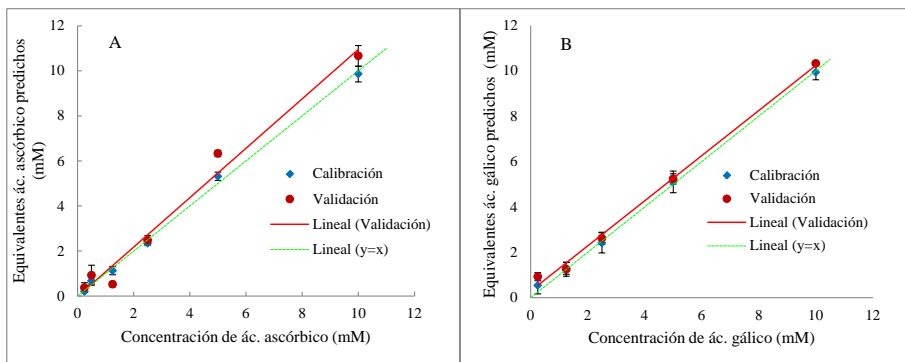 A
Equivalentes ác. ascórbico predichos
(mM)
12
10
8
6
4
2
0
0 2 4 6 8 10 12
Concentración de ác. ascórbico (mM)
Calibración
Validación
Lineal (Validación)
Lineal (y=x)
B
Equivalentes ác. gálico predichos (mM)
12
10
8
6
4
2
0
0 2 4 6 8 10 12
Concentración de ác. gálico (mM)
Calibración
Validación
Lineal (Validación)
Lineal (y=x)